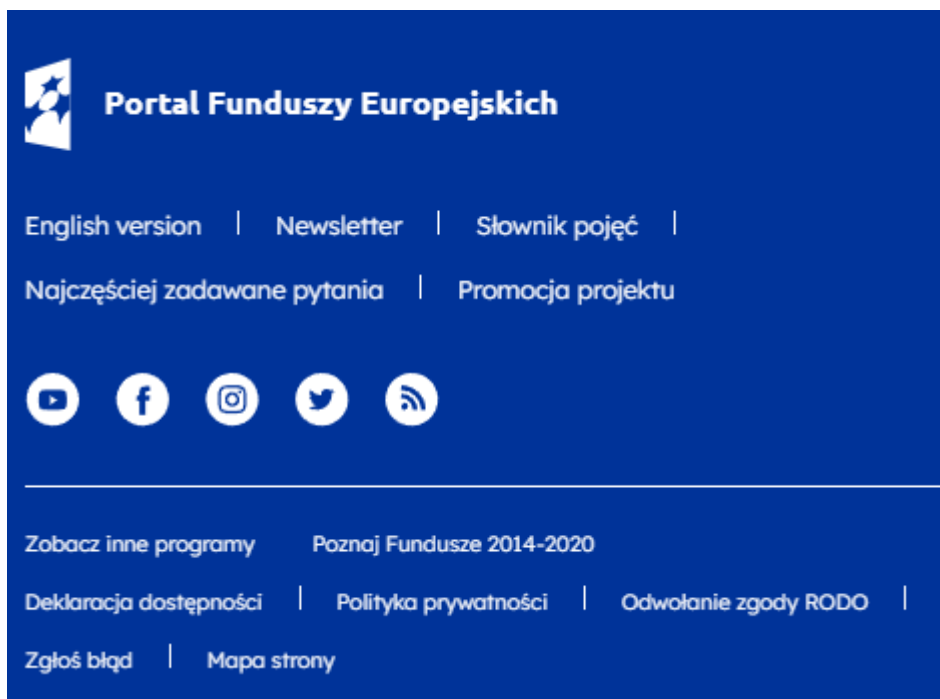 Portal Funduszy Europejskich
English version | Newsletter | Słownik pojęć |
Najczęściej zadawane pytania | Promocja projektu
Zobacz inne programy Poznaj Fundusze 2014-2020
Deklaracja dostępności | Polityka prywatności | Odwołanie zgody RODO |
Zgłoś błąd | Mapa strony